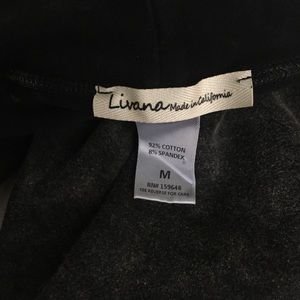 Livana Made in California
92% COTTON
8% SPANDEX
M
RN# 159648
SEE REVERSE FOR CARE